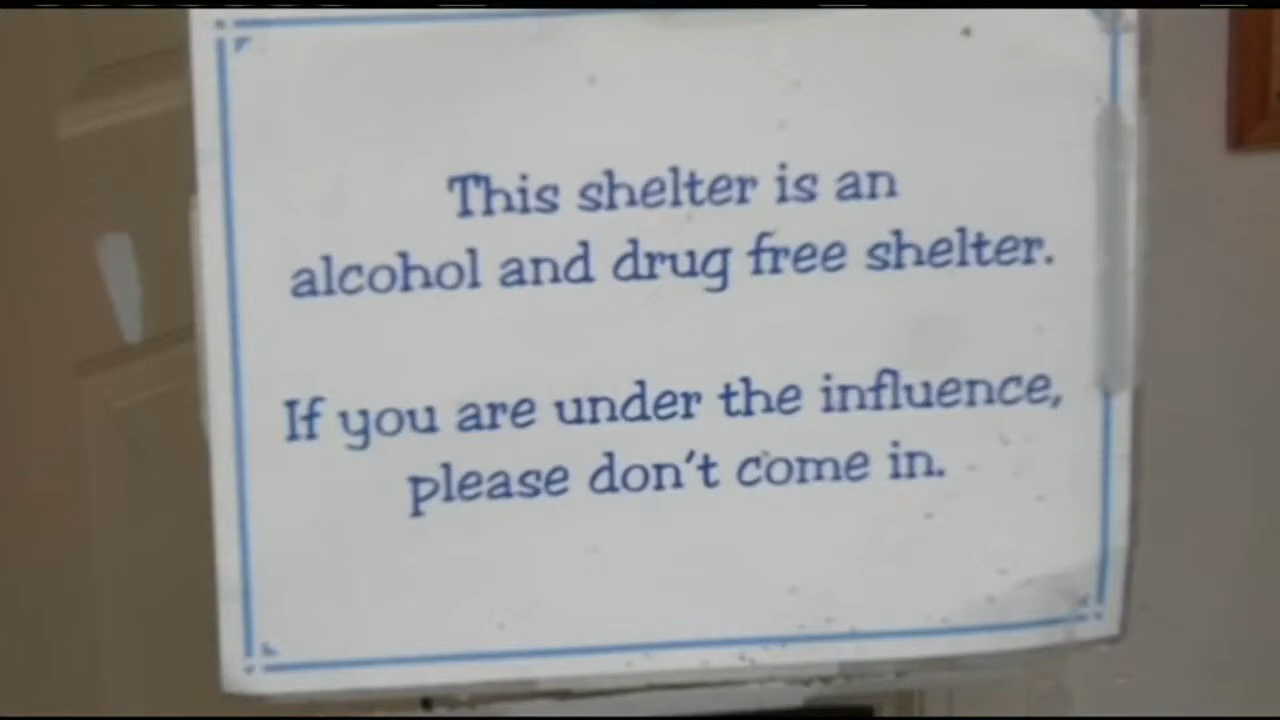 This shelter is an
alcohol and drug free shelter.
If you are under the influence,
please don't come in.